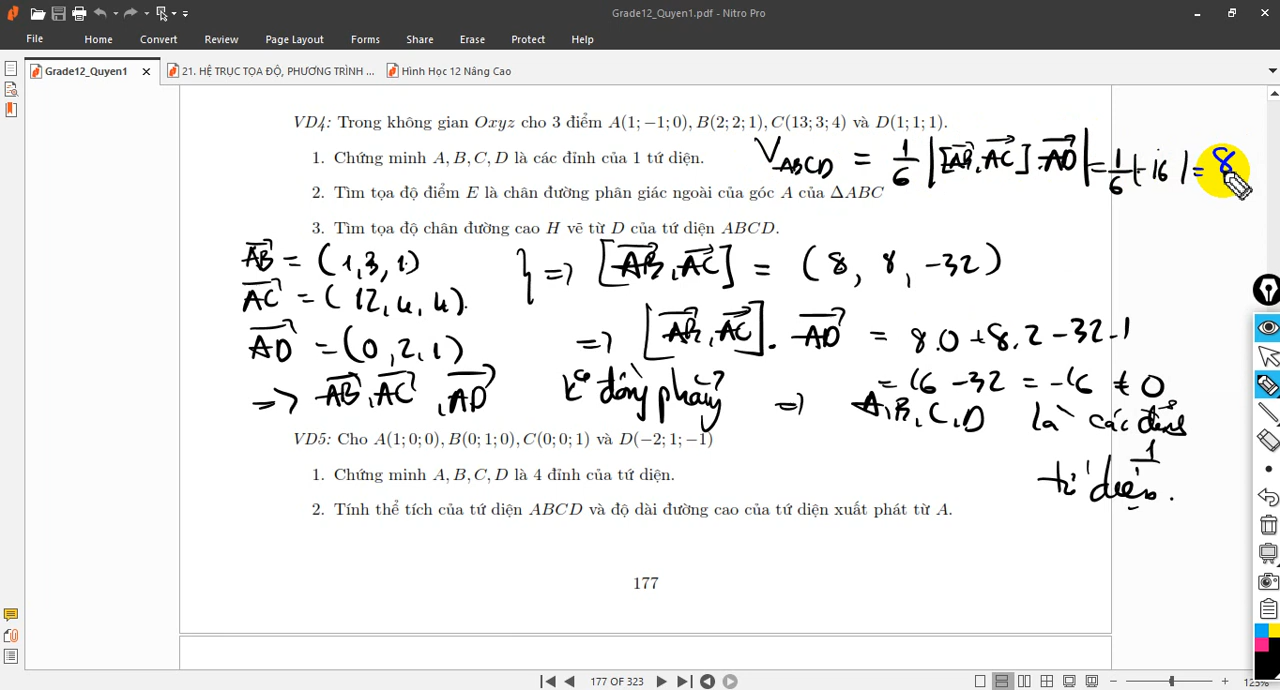 Grade12_Quyen1.pdf - Nitro Pro
File Home Convert Review Page Layout Forms Share Erase Protect Help
Grade12_Quyen1 21. HỆ TRỤC TỌA ĐỘ, PHƯƠNG TRÌNH ... Hình Học 12 Nâng Cao
VD4: Trong không gian Oxyz cho 3 điểm A(1; −1; 0), B(2; 2; 1), C(13; 3; 4) và D(1; 1; 1).
1. Chứng minh A, B, C, D là các đỉnh của 1 tứ diện.
V_ABCD = 1/6 |[AB, AC] . AD| = 1/6 |-16| = 8
2. Tìm tọa độ điểm E là chân đường phân giác ngoài của góc A của ΔABC
3. Tìm tọa độ chân đường cao H vẽ từ D của tứ diện ABCD.
AB = (1, 3, 1) } => [AB, AC] = (8, 8, -32)
AC = (12, 4, 4).
AD = (0, 2, 1) => [AB, AC] . AD = 8.0 + 8.2 - 32.1
= 16 - 32 = -16 ≠ 0
=> AB, AC, AD đồng phẳng => A, B, C, D là các đỉnh
1
tứ diện.
VD5: Cho A(1; 0; 0), B(0; 1; 0), C(0; 0; 1) và D(−2; 1; −1)
1. Chứng minh A, B, C, D là 4 đỉnh của tứ diện.
2. Tính thể tích của tứ diện ABCD và độ dài đường cao của tứ diện xuất phát từ A.
177
177 OF 323
125%